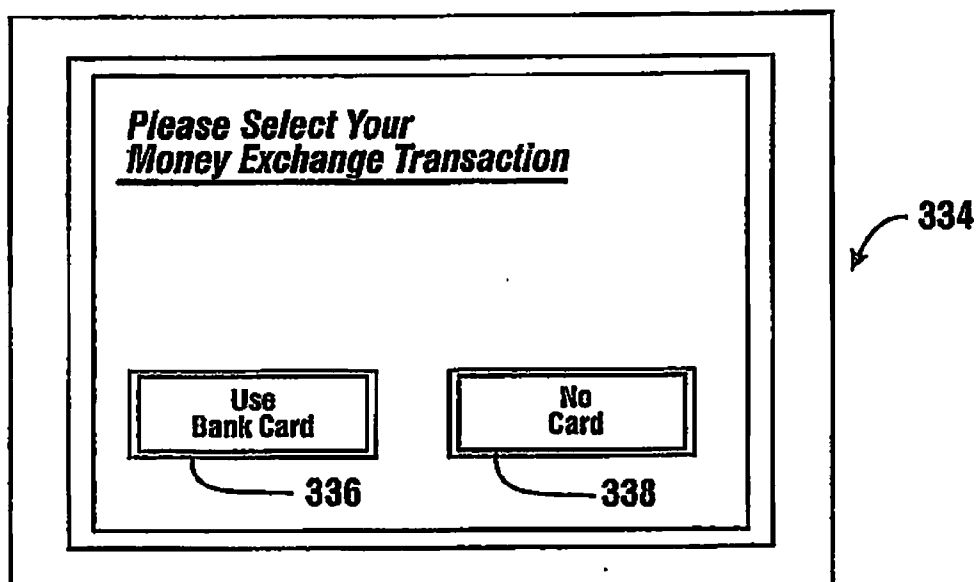 Please Select Your
Money Exchange Transaction
334
Use
Bank Card
No
Card
336
338